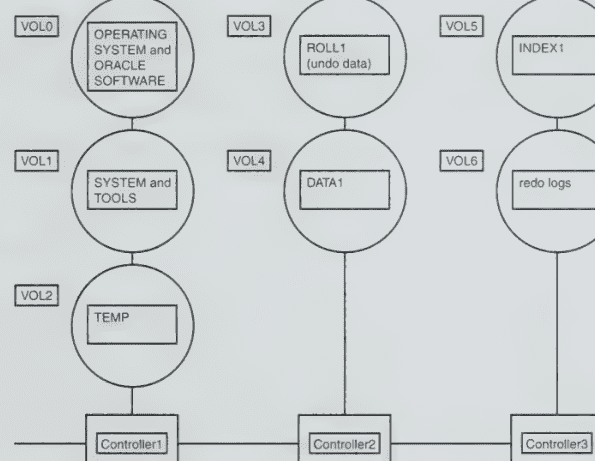 VOL0
OPERATING
SYSTEM and
ORACLE
SOFTWARE
VOL1
SYSTEM and
TOOLS
VOL2
TEMP
Controller1
VOL3
ROLL1
(undo data)
VOL4
DATA1
Controller2
VOL5
INDEX1
VOL6
redo logs
Controller3